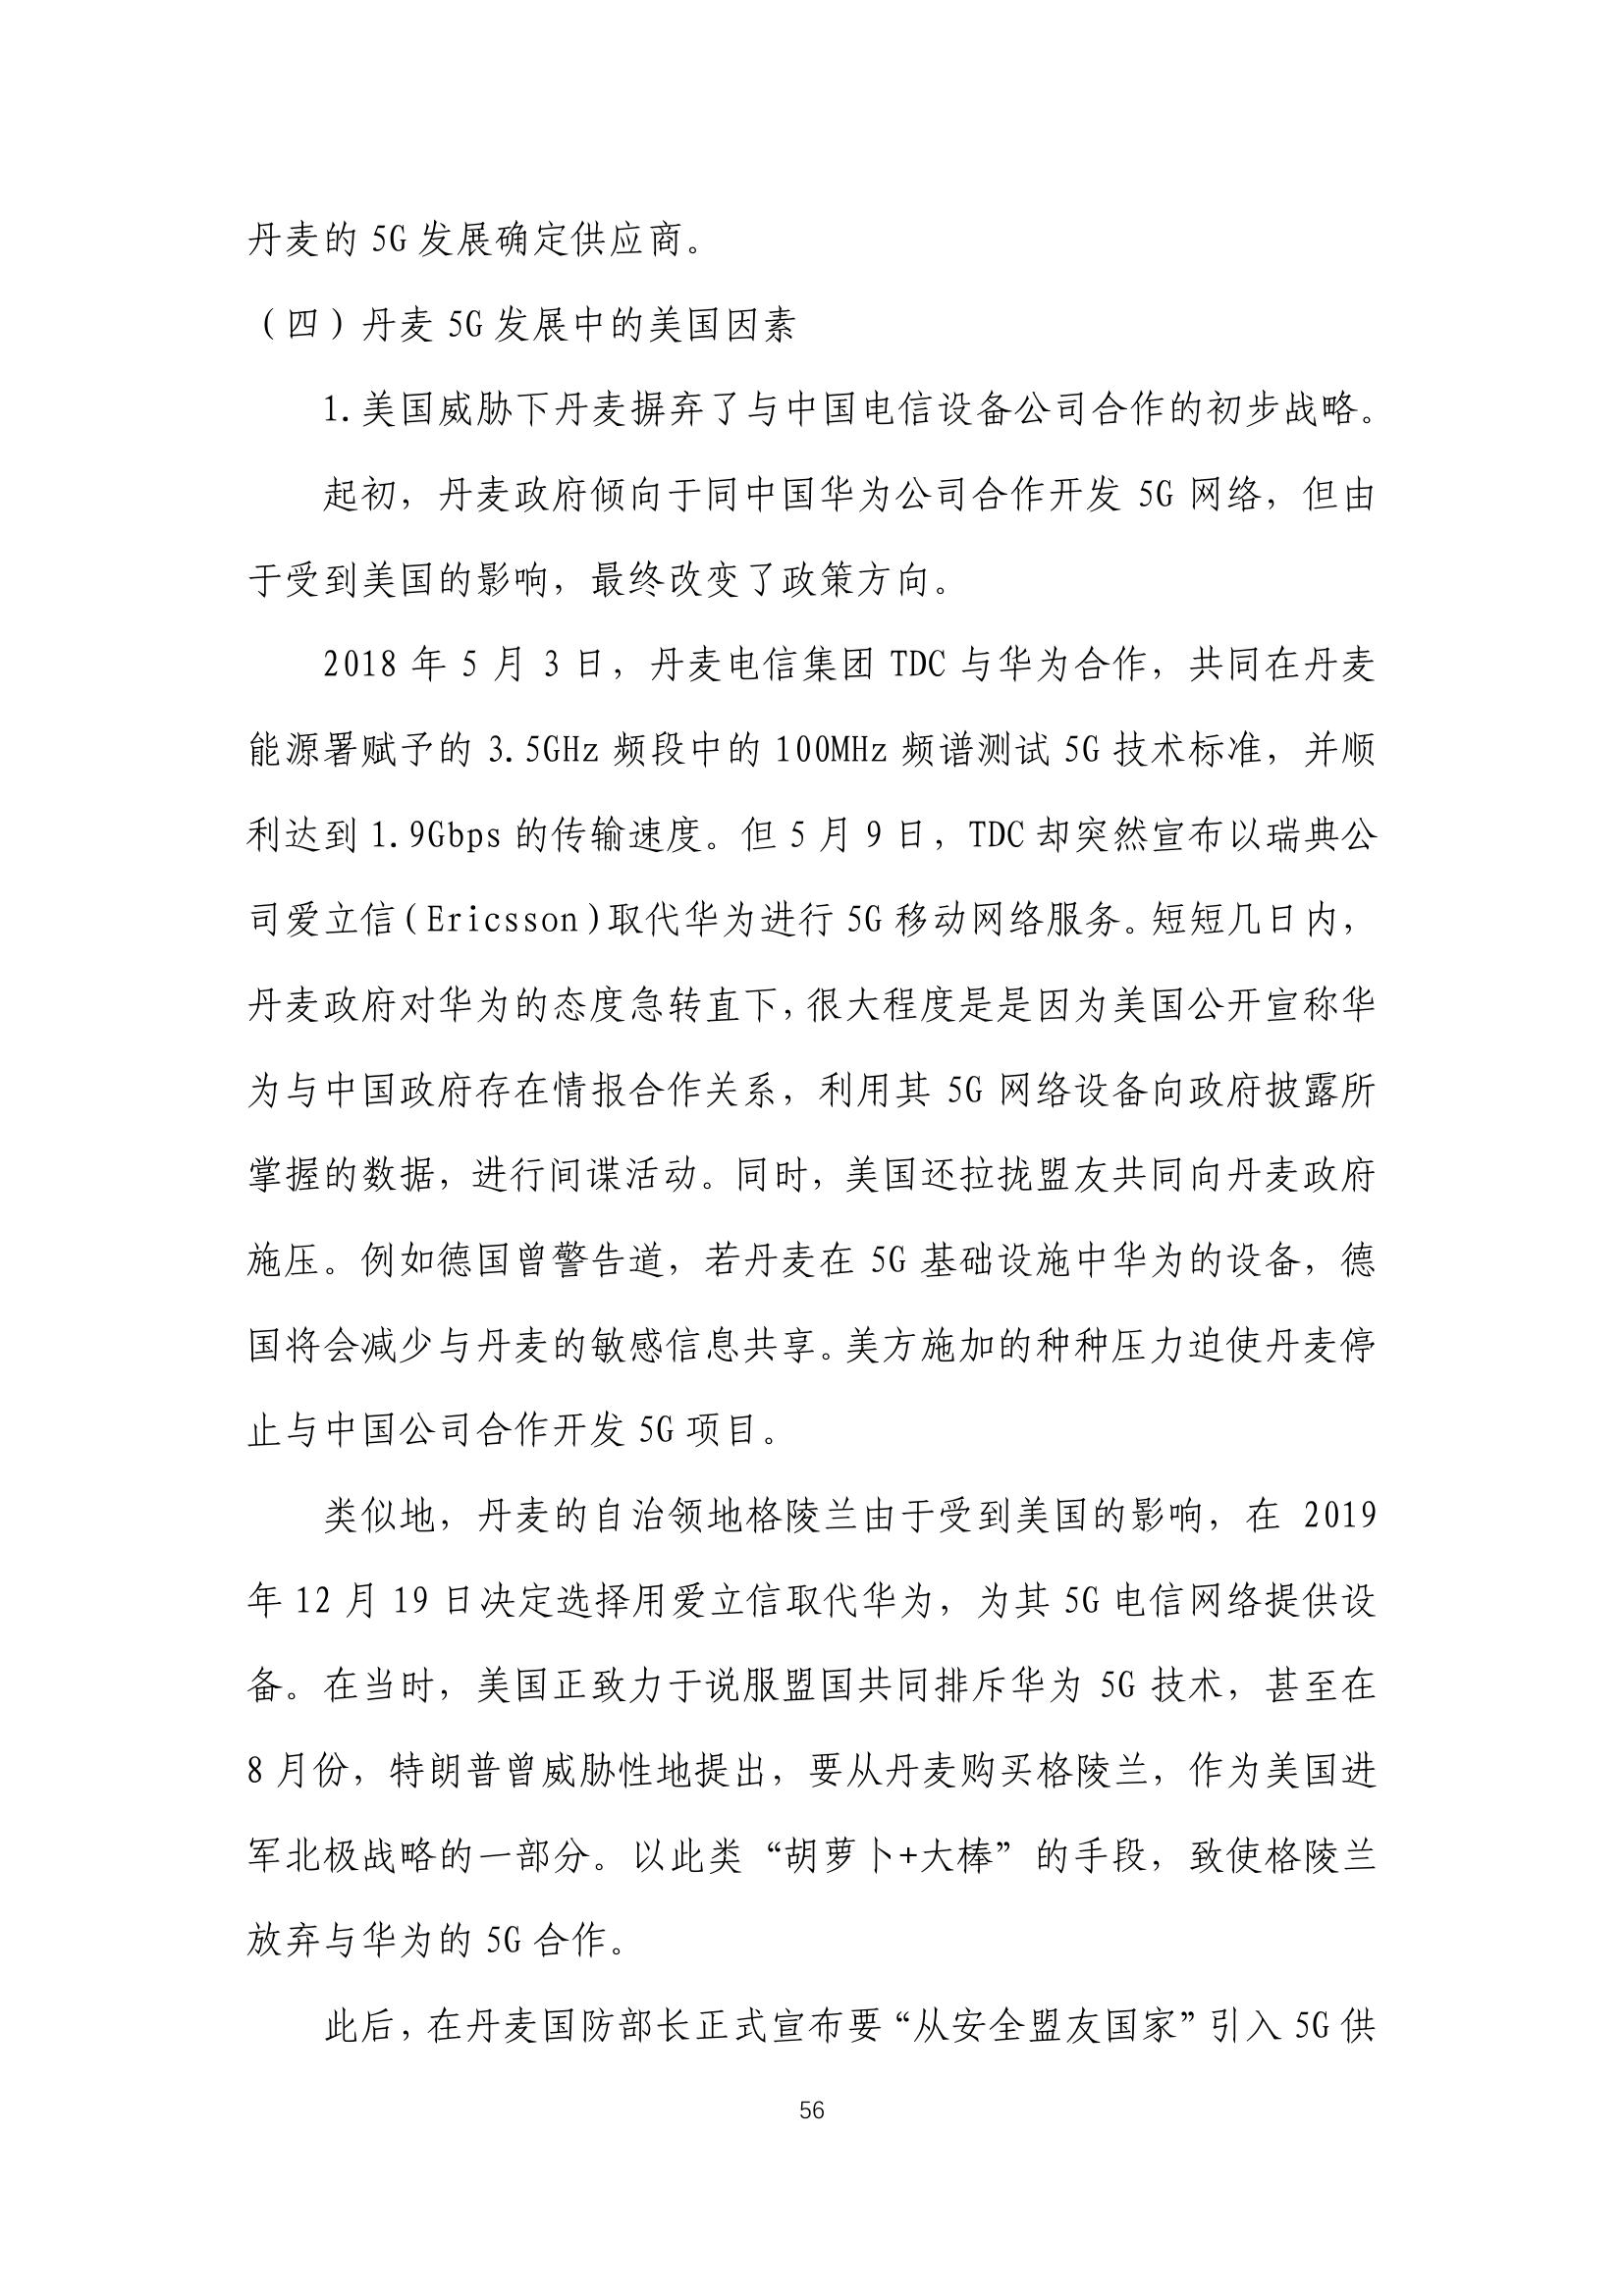 丹麦的 5G 发展确定供应商。
（四）丹麦 5G 发展中的美国因素
1.美国威胁下丹麦摒弃了与中国电信设备公司合作的初步战略。
起初，丹麦政府倾向于同中国华为公司合作开发 5G 网络，但由
于受到美国的影响，最终改变了政策方向。
2018 年 5 月 3 日，丹麦电信集团 TDC 与华为合作，共同在丹麦
能源署赋予的 3.5GHz 频段中的 100MHz 频谱测试 5G 技术标准，并顺
利达到 1.9Gbps 的传输速度。但 5 月 9 日，TDC 却突然宣布以瑞典公
司爱立信(Ericsson)取代华为进行 5G 移动网络服务。短短几日内，
丹麦政府对华为的态度急转直下，很大程度是是因为美国公开宣称华
为与中国政府存在情报合作关系，利用其 5G 网络设备向政府披露所
掌握的数据，进行间谍活动。同时，美国还拉拢盟友共同向丹麦政府
施压。例如德国曾警告道，若丹麦在 5G 基础设施中华为的设备，德
国将会减少与丹麦的敏感信息共享。美方施加的种种压力迫使丹麦停
止与中国公司合作开发 5G 项目。
类似地，丹麦的自治领地格陵兰由于受到美国的影响，在 2019
年 12 月 19 日决定选择用爱立信取代华为，为其 5G 电信网络提供设
备。在当时，美国正致力于说服盟国共同排斥华为 5G 技术，甚至在
8 月份，特朗普曾威胁性地提出，要从丹麦购买格陵兰，作为美国进
军北极战略的一部分。以此类“胡萝卜+大棒”的手段，致使格陵兰
放弃与华为的 5G 合作。
此后，在丹麦国防部长正式宣布要“从安全盟友国家”引入 5G 供
56